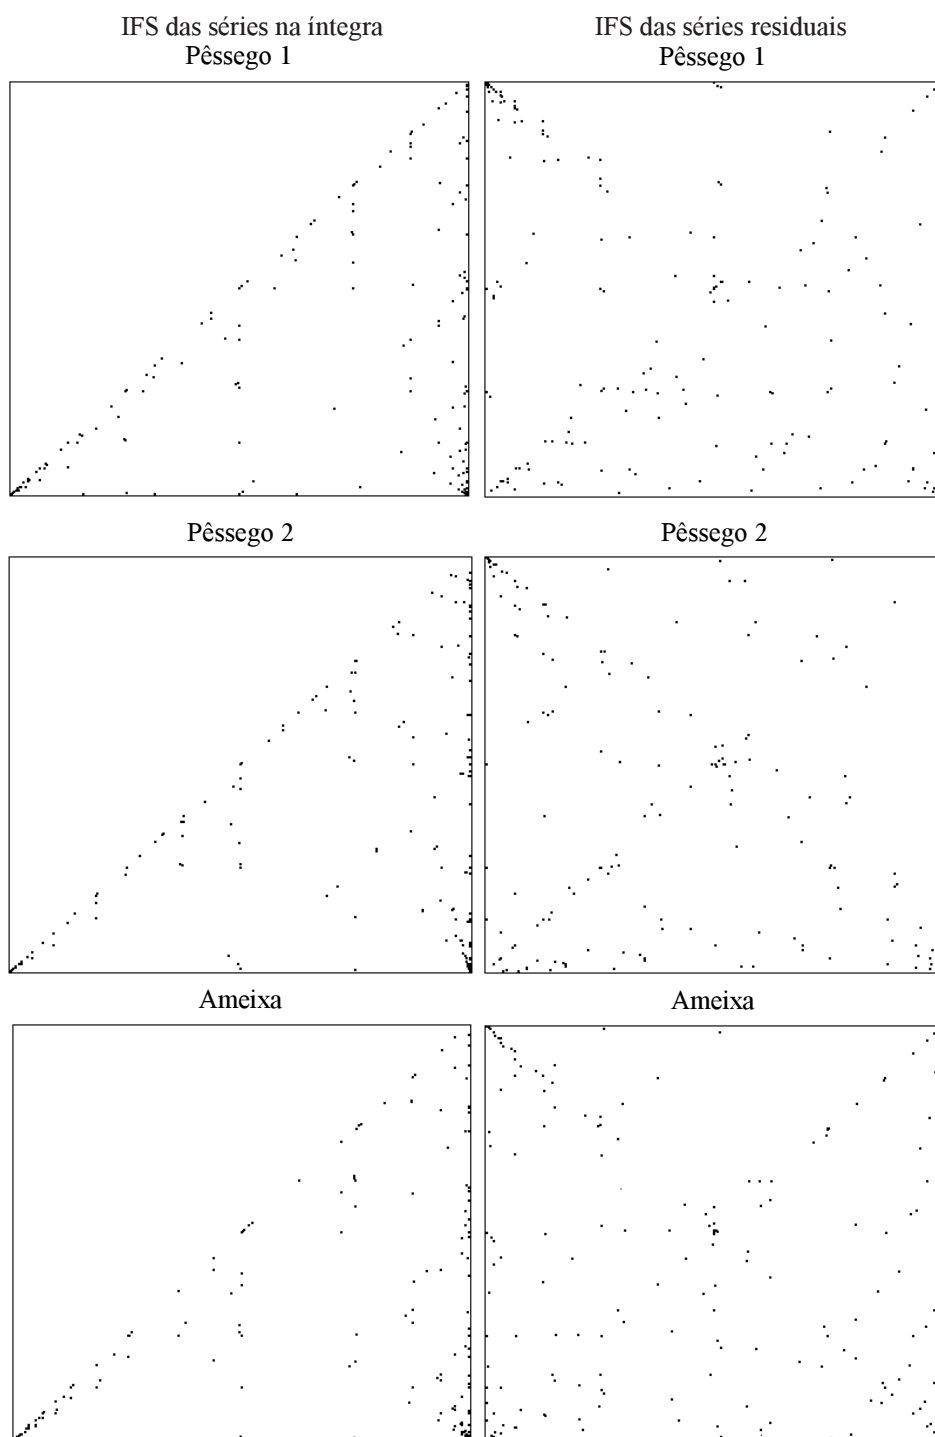 IFS das séries na íntegra
Pêssego 1
IFS das séries residuais
Pêssego 1
Pêssego 2
Pêssego 2
Ameixa
Ameixa